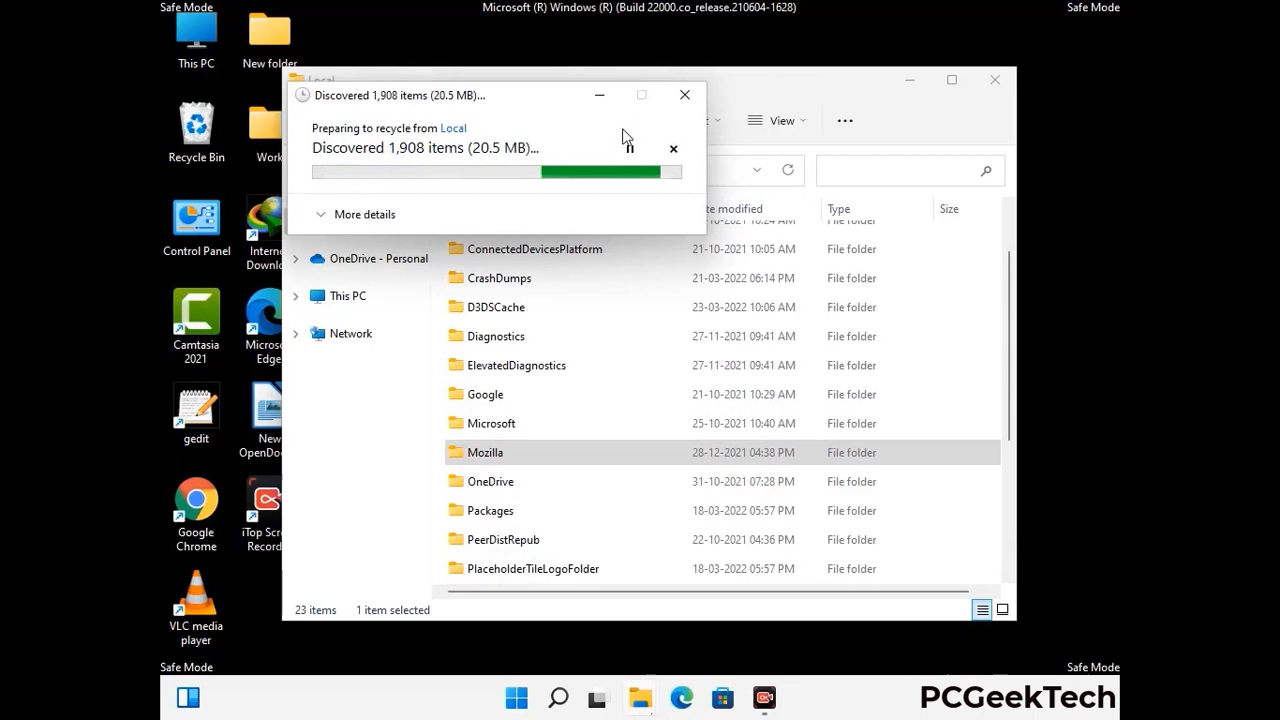 Safe Mode
Microsoft (R) Windows (R) (Build 22000.co_release.210604-1628)
Safe Mode
This PC
New folder
Recycle Bin
Work
Control Panel
Camtasia
2021
Edge
gedit
New
Google
Chrome
VLC media
player
Local
Discovered 1,908 items (20.5 MB)...
Preparing to recycle from Local
Discovered 1,908 items (20.5 MB)...
More details
View
Type
Size
OneDrive - Personal
This PC
Network
File folder
ConnectedDevicesPlatform 21-10-2021 10:05 AM File folder
CrashDumps 21-03-2022 06:14 PM File folder
D3DSCache 23-03-2022 10:06 AM File folder
Diagnostics 27-11-2021 09:41 AM File folder
ElevatedDiagnostics 27-11-2021 09:41 AM File folder
Google 21-10-2021 10:29 AM File folder
Microsoft 25-10-2021 10:40 AM File folder
Mozilla 28-12-2021 04:38 PM File folder
OneDrive 31-10-2021 07:28 PM File folder
Packages 18-03-2022 05:57 PM File folder
PeerDistRepub 22-10-2021 04:36 PM File folder
PlaceholderTileLogoFolder 18-03-2022 05:57 PM File folder
23 items 1 item selected
Safe Mode
Safe Mode
PCGeekTech